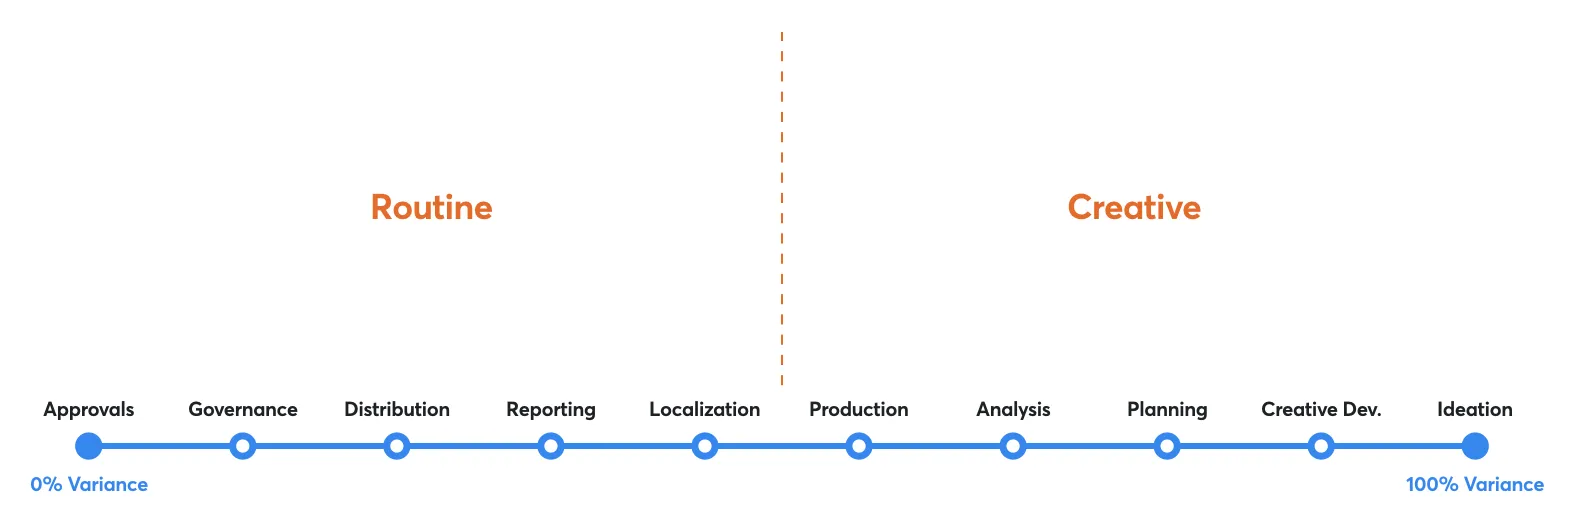 Routine
Creative
Approvals
Governance
Distribution
Reporting
Localization
Production
Analysis
Planning
Creative Dev.
Ideation
0% Variance
100% Variance